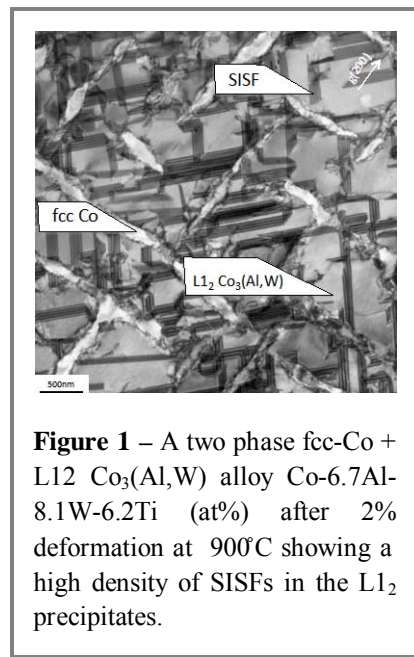 SISF
g(200)
fcc Co
L1₂ Co₃(Al,W)
500nm
Figure 1 – A two phase fcc-Co +
L12 Co₃(Al,W) alloy Co-6.7Al-
8.1W-6.2Ti (at%) after 2%
deformation at 900℃ showing a
high density of SISFs in the L1₂
precipitates.